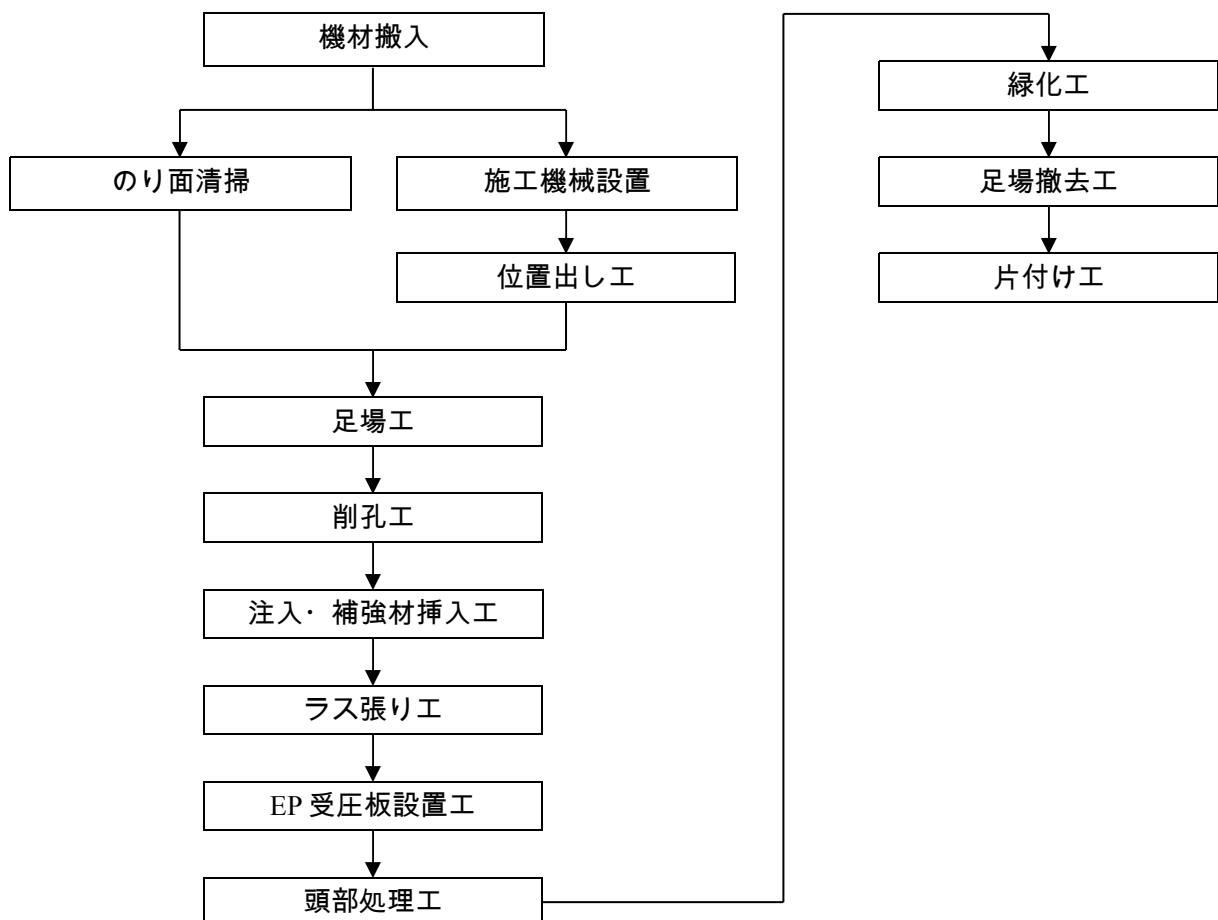 機材搬入
のり面清掃
施工機械設置
位置出し工
足場工
削孔工
注入・補強材挿入工
ラス張り工
EP 受圧板設置工
頭部処理工
緑化工
足場撤去工
片付け工